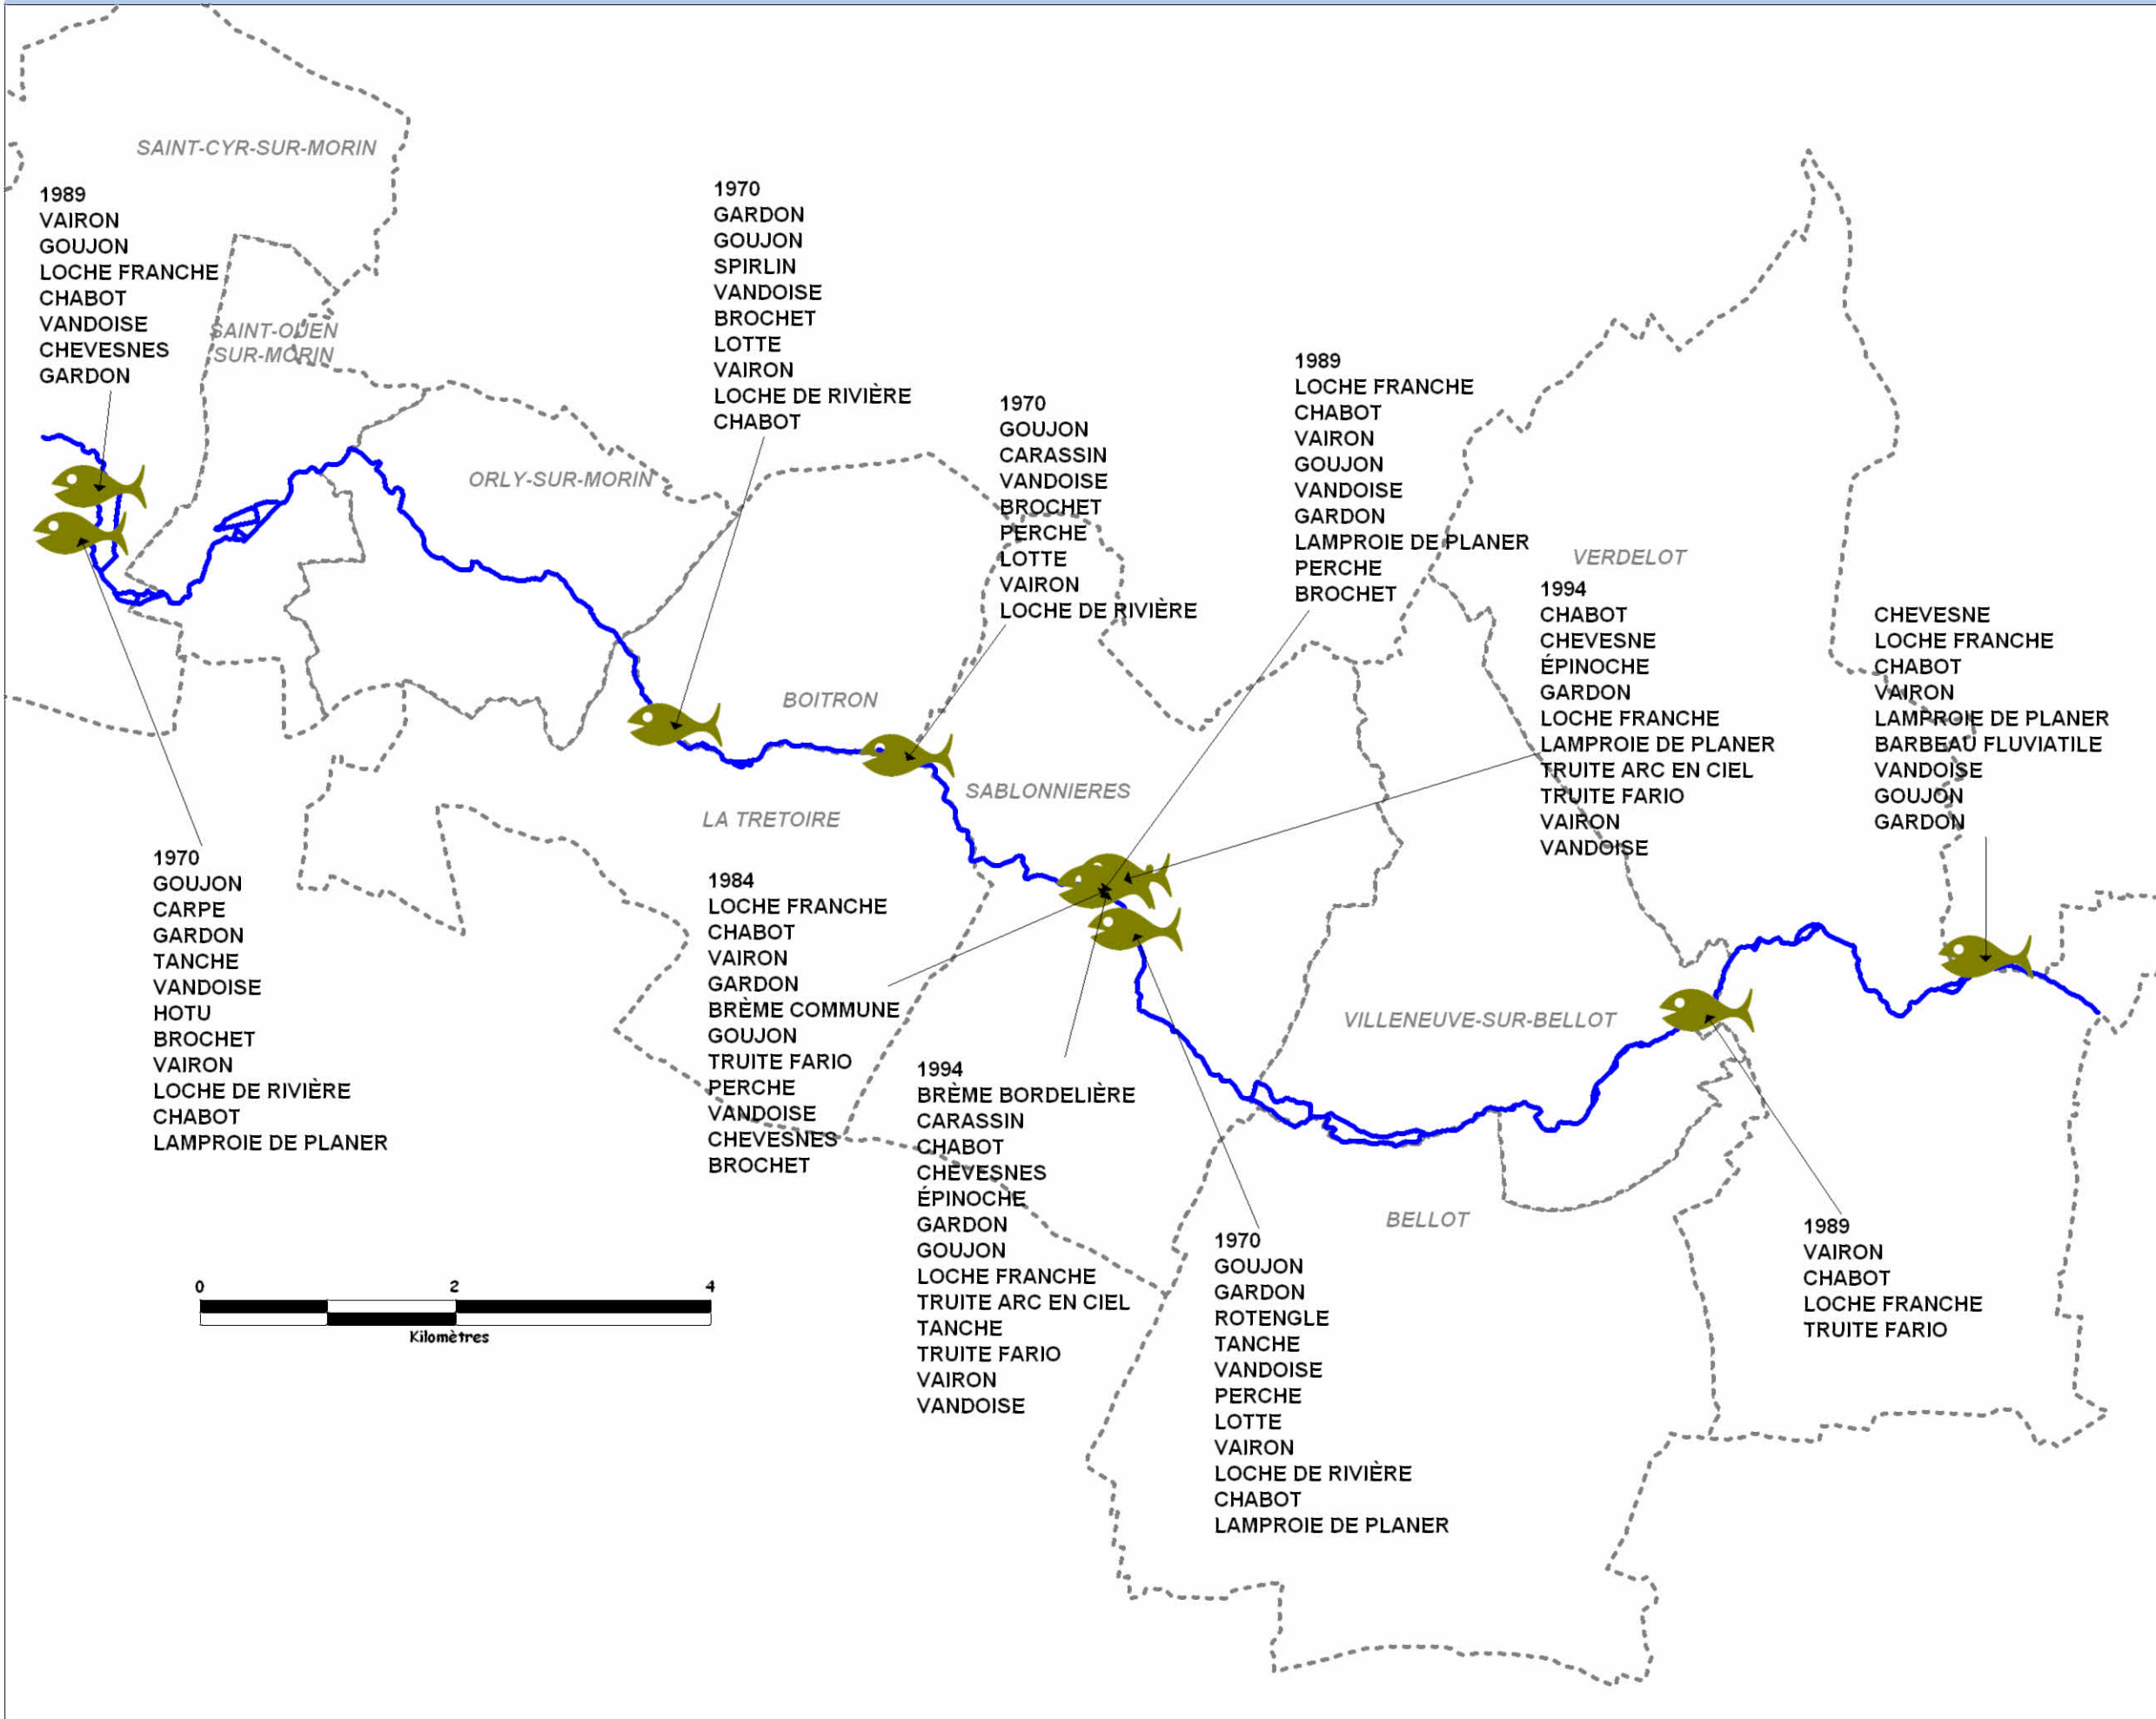 SAINT-CYR-SUR-MORIN
1989
VAIRON
GOUJON
LOCHE FRANCHE
CHABOT
VANDOISE
CHEVESNES
GARDON
SAINT-OUEN
SUR-MORIN
1970
GARDON
GOUJON
SPIRLIN
VANDOISE
BROCHET
LOTTE
VAIRON
LOCHE DE RIVIÈRE
CHABOT
ORLY-SUR-MORIN
1970
GOUJON
CARASSIN
VANDOISE
BROCHET
PERCHE
LOTTE
VAIRON
LOCHE DE RIVIÈRE
1989
LOCHE FRANCHE
CHABOT
VAIRON
GOUJON
VANDOISE
GARDON
LAMPROIE DE PLANER
PERCHE
BROCHET
VERDELOT
1994
CHABOT
CHEVESNE
ÉPINOCHE
GARDON
LOCHE FRANCHE
LAMPROIE DE PLANER
TRUITE ARC EN CIEL
TRUITE FARIO
VAIRON
VANDOISE
CHEVESNE
LOCHE FRANCHE
CHABOT
VAIRON
LAMPROIE DE PLANER
BARBEAU FLUVIATILE
VANDOISE
GOUJON
GARDON
BOITRON
SABLONNIERES
LA TRETOIRE
1970
GOUJON
CARPE
GARDON
TANCHE
VANDOISE
HOTU
BROCHET
VAIRON
LOCHE DE RIVIÈRE
CHABOT
LAMPROIE DE PLANER
1984
LOCHE FRANCHE
CHABOT
VAIRON
GARDON
BRÈME COMMUNE
GOUJON
TRUITE FARIO
PERCHE
VANDOISE
CHEVESNES
BROCHET
1994
BRÈME BORDELIÈRE
CARASSIN
CHABOT
CHEVESNES
ÉPINOCHE
GARDON
GOUJON
LOCHE FRANCHE
TRUITE ARC EN CIEL
TANCHE
TRUITE FARIO
VAIRON
VANDOISE
VILLENEUVE-SUR-BELLOT
BELLOT
1970
GOUJON
GARDON
ROTENGLE
TANCHE
VANDOISE
PERCHE
LOTTE
VAIRON
LOCHE DE RIVIÈRE
CHABOT
LAMPROIE DE PLANER
1989
VAIRON
CHABOT
LOCHE FRANCHE
TRUITE FARIO
0 2 4
Kilomètres